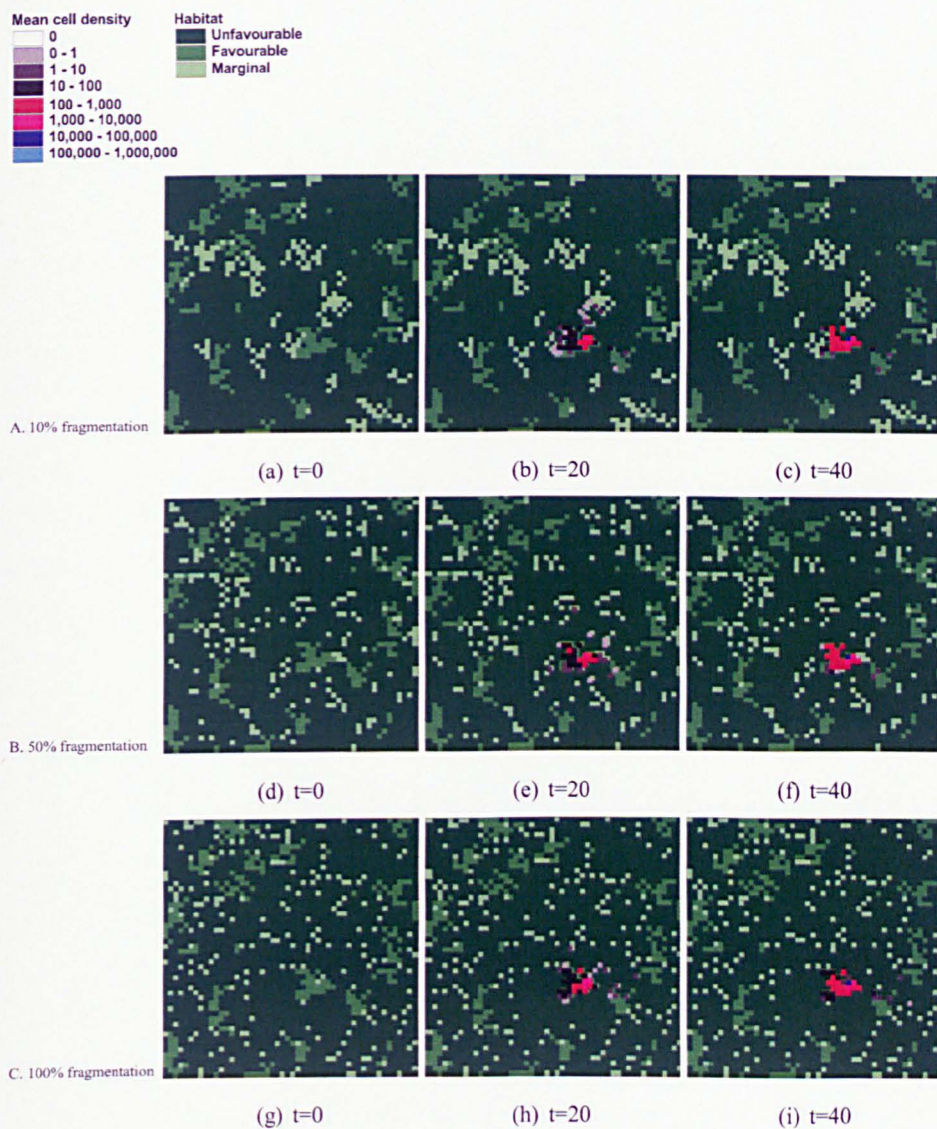 Mean cell density
0
0 - 1
1 - 10
10 - 100
100 - 1,000
1,000 - 10,000
10,000 - 100,000
100,000 - 1,000,000
Habitat
Unfavourable
Favourable
Marginal
A. 10% fragmentation
(a) t=0
(b) t=20
(c) t=40
B. 50% fragmentation
(d) t=0
(e) t=20
(f) t=40
C. 100% fragmentation
(g) t=0
(h) t=20
(i) t=40